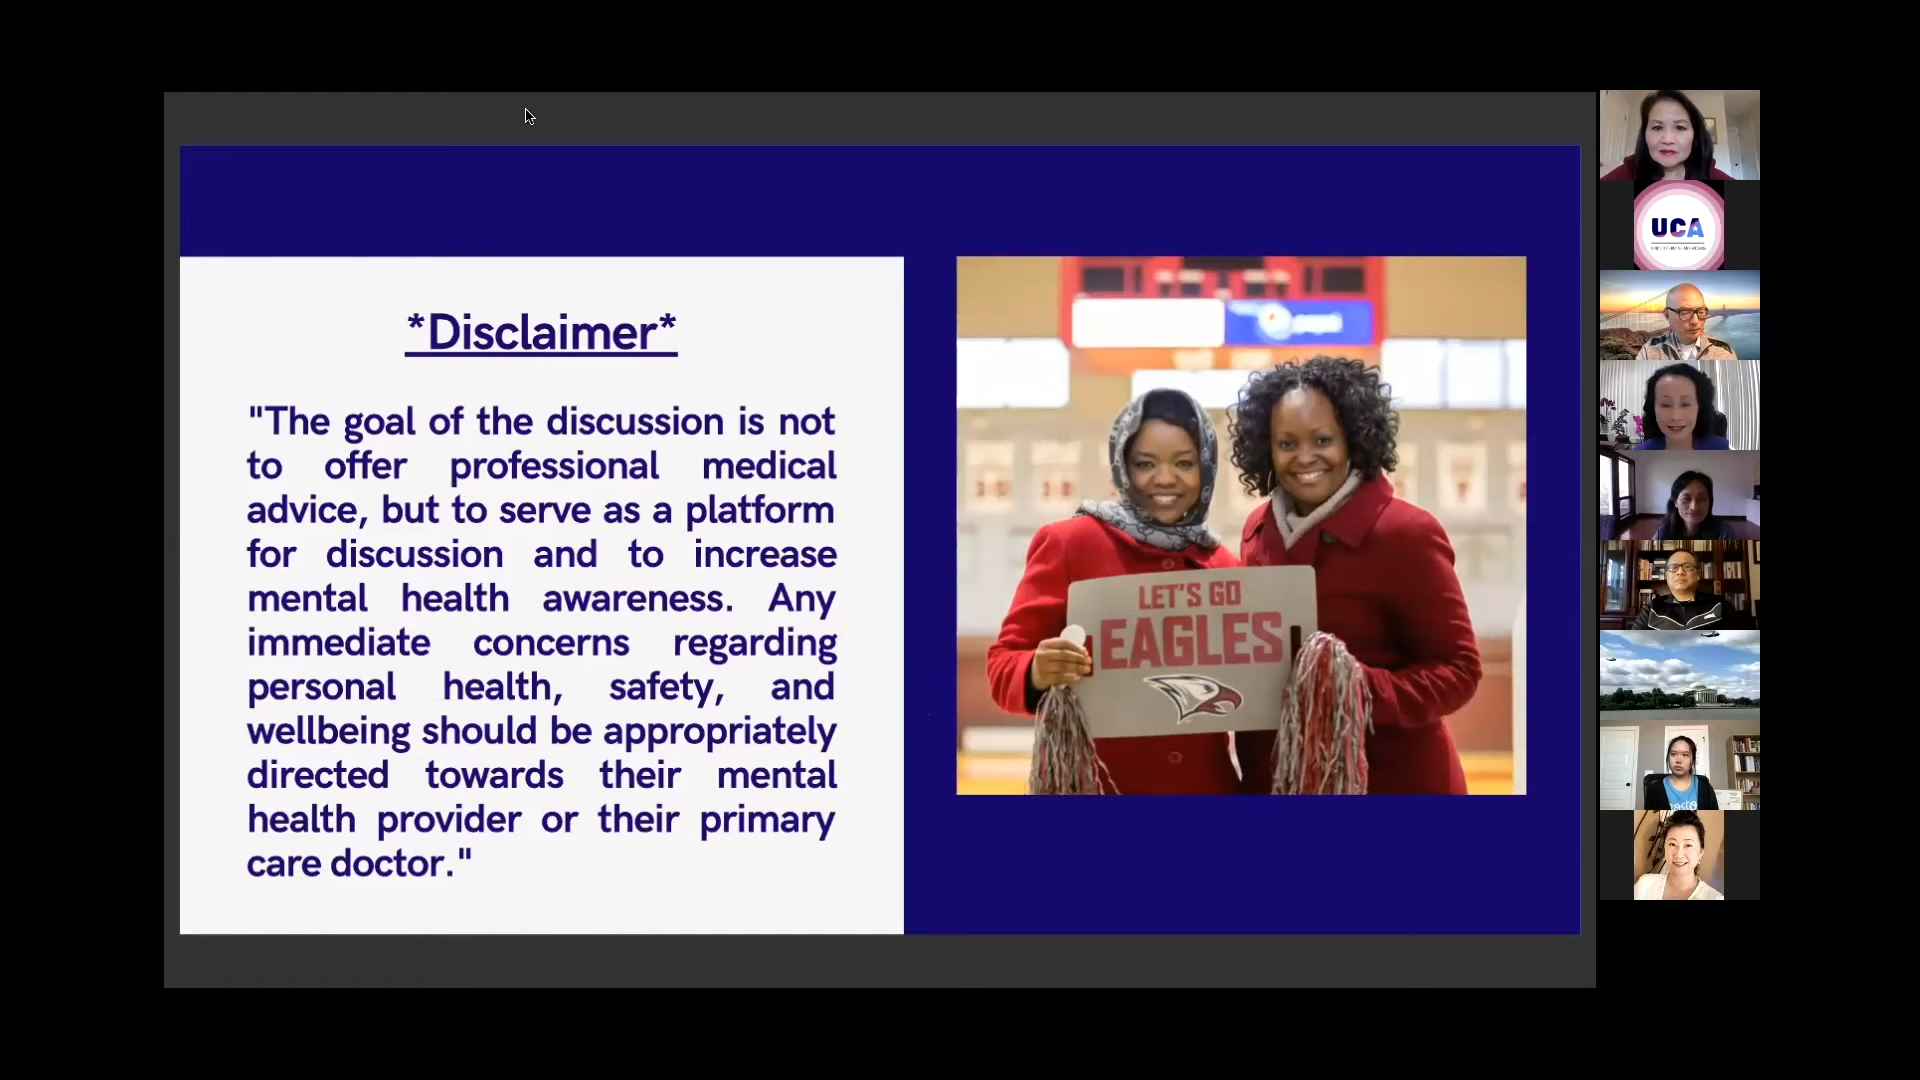 *Disclaimer*
"The goal of the discussion is not
to offer professional medical
advice, but to serve as a platform
for discussion and to increase
mental health awareness. Any
immediate concerns regarding
personal health, safety, and
wellbeing should be appropriately
directed towards their mental
health provider or their primary
care doctor."
LET'S GO
EAGLES
UCA